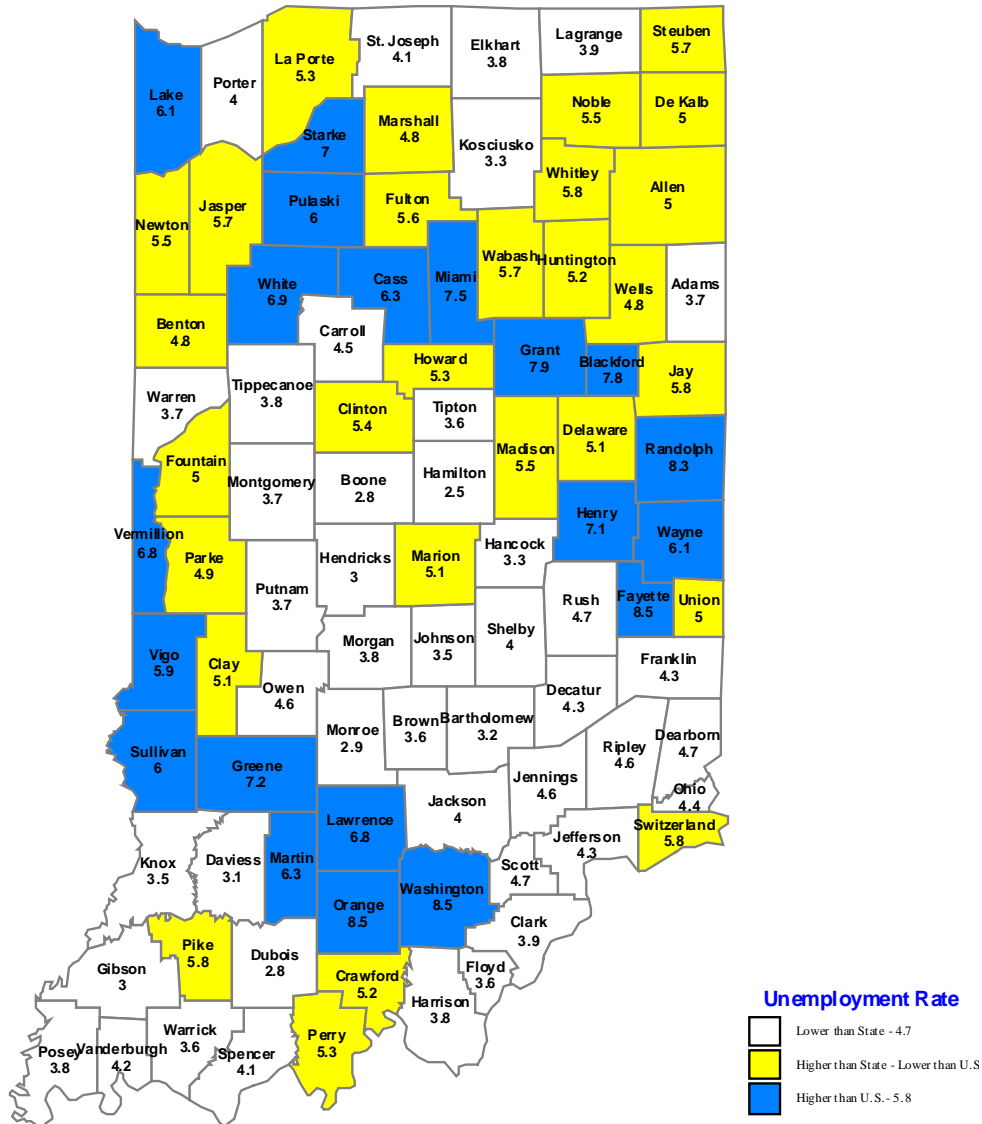 St. Joseph
4.1
Elkhart
3.8
Lagrange
3.9
Steuben
5.7
La Porte
5.3
Porter
4
Lake
6.1
Noble
5.5
De Kalb
5
Marshall
4.8
Starke
7
Kosciusko
3.3
Whitley
5.8
Allen
5
Pulaski
6
Fulton
5.6
Jasper
5.7
Newton
5.5
White
6.9
Cass
6.3
Miami
7.5
Wabash
5.7
Huntington
5.2
Wells
4.8
Adams
3.7
Benton
4.8
Carroll
4.5
Howard
5.3
Grant
7.9
Blackford
7.8
Jay
5.8
Warren
3.7
Tippecanoe
3.8
Clinton
5.4
Tipton
3.6
Madison
5.5
Delaware
5.1
Randolph
8.3
Fountain
5
Montgomery
3.7
Boone
2.8
Hamilton
2.5
Henry
7.1
Wayne
6.1
Vermillion
6.8
Parke
4.9
Putnam
3.7
Hendricks
3
Marion
5.1
Hancock
3.3
Rush
4.7
Fayette
8.5
Union
5
Vigo
5.9
Clay
5.1
Owen
4.6
Morgan
3.8
Johnson
3.5
Shelby
4
Decatur
4.3
Franklin
4.3
Sullivan
6
Greene
7.2
Monroe
2.9
Brown
3.6
Bartholomew
3.2
Jennings
4.6
Ripley
4.6
Dearborn
4.7
Ohio
4.4
Switzerland
5.8
Jefferson
4.3
Jackson
4
Lawrence
6.8
Martin
6.3
Daviess
3.1
Knox
3.5
Orange
8.5
Washington
8.5
Scott
4.7
Clark
3.9
Floyd
3.6
Harrison
3.8
Crawford
5.2
Dubois
2.8
Pike
5.8
Gibson
3
Perry
5.3
Spencer
4.1
Warrick
3.6
Vanderburgh
4.2
Posey
3.8
Unemployment Rate
Lower than State - 4.7
Higher than State - Lower than U.S
Higher than U.S. - 5.8